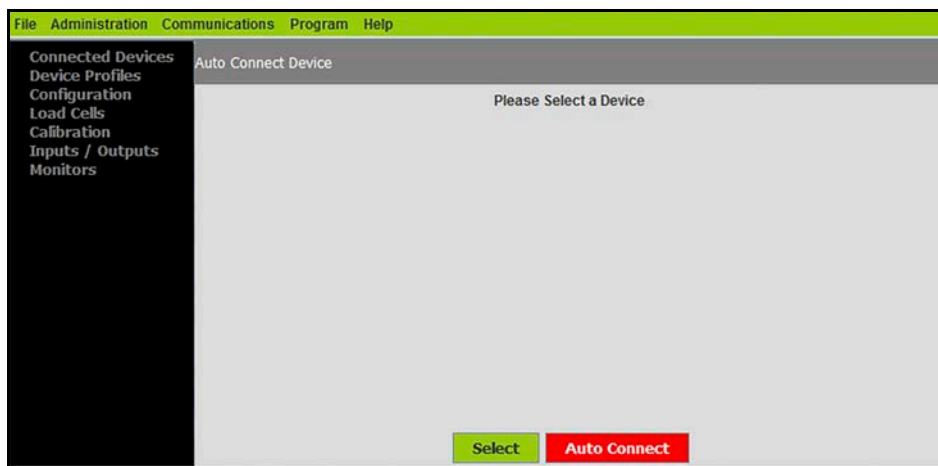 File Administration Communications Program Help
Connected Devices
Device Profiles
Configuration
Load Cells
Calibration
Inputs / Outputs
Monitors
Auto Connect Device
Please Select a Device
Select Auto Connect